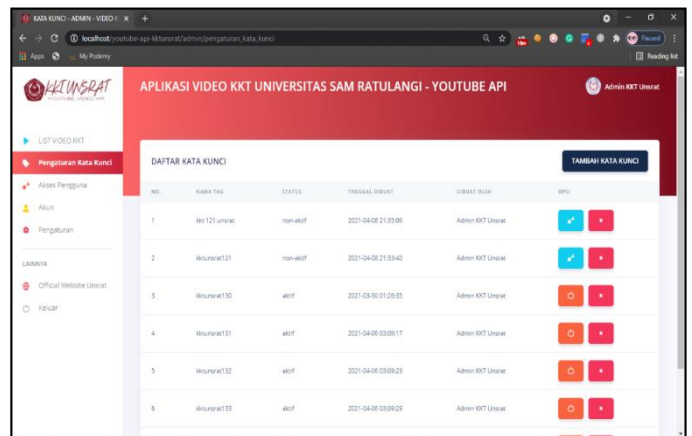 KATA KUNCI - ADMIN - VIDEO K
localhost/youtube-api-kktunsrat/admin/pengaturan_kata_kunci
Paused
Apps
My Podemy
Reading list
KKT UNSRAT
YOUTUBE VIDEO API
APLIKASI VIDEO KKT UNIVERSITAS SAM RATULANGI - YOUTUBE API
Admin KKT Unsrat
LIST VIDEO KKT
Pengaturan Kata Kunci
Akses Pengguna
Akun
Pengaturan
LAINNYA
Official Website Unsrat
Keluar
DAFTAR KATA KUNCI
TAMBAH KATA KUNCI
NO. NAMA TAG STATUS TANGGAL DIBUAT DIBUAT OLEH OPSI
1 kkt 121 unsrat non-aktif 2021-04-08 21:35:06 Admin KKT Unsrat
2 kktunsrat121 non-aktif 2021-04-08 21:33:40 Admin KKT Unsrat
3 kktunsrat130 aktif 2021-03-30 01:26:35 Admin KKT Unsrat
4 kktunsrat131 aktif 2021-04-06 03:09:17 Admin KKT Unsrat
5 kktunsrat132 aktif 2021-04-06 03:09:23 Admin KKT Unsrat
6 kktunsrat133 aktif 2021-04-06 03:09:29 Admin KKT Unsrat